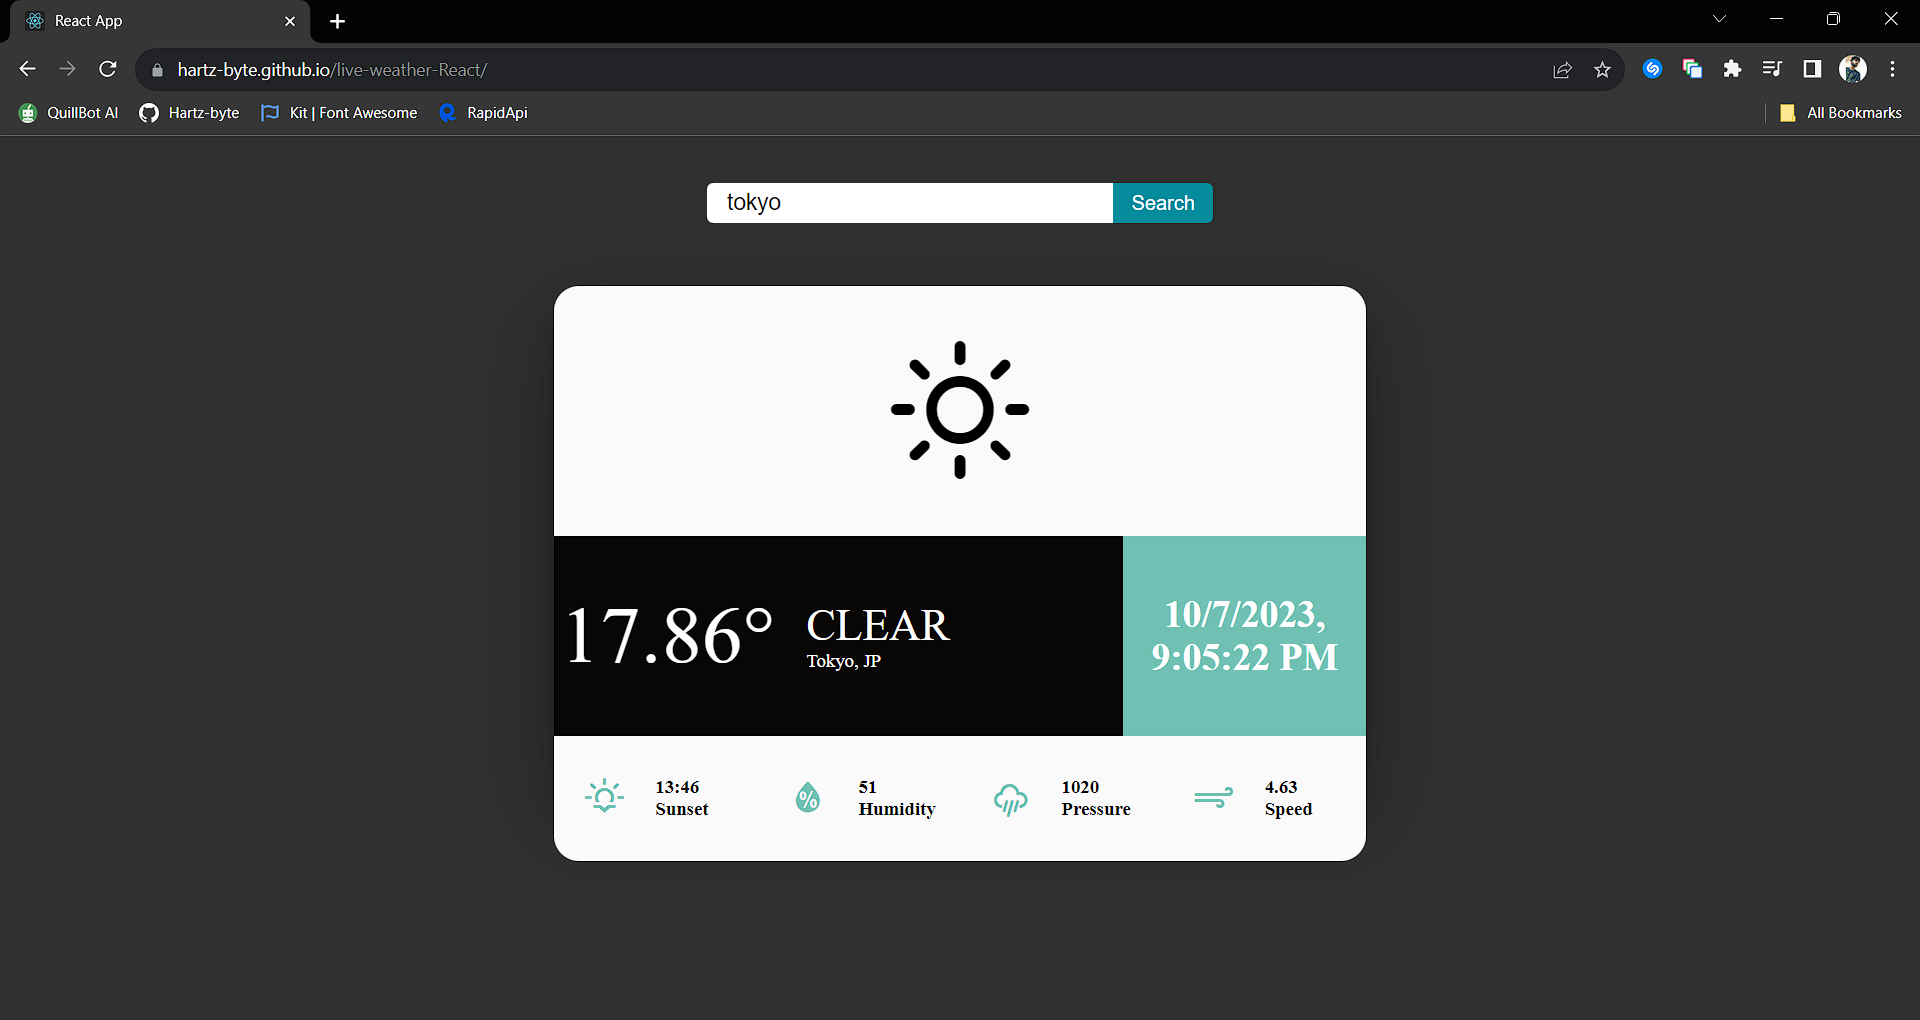 React App
hartz-byte.github.io/live-weather-React/
QuillBot AI Hartz-byte Kit | Font Awesome RapidApi All Bookmarks
tokyo Search
17.86° CLEAR
Tokyo, JP
10/7/2023,
9:05:22 PM
13:46
Sunset
%
51
Humidity
1020
Pressure
4.63
Speed